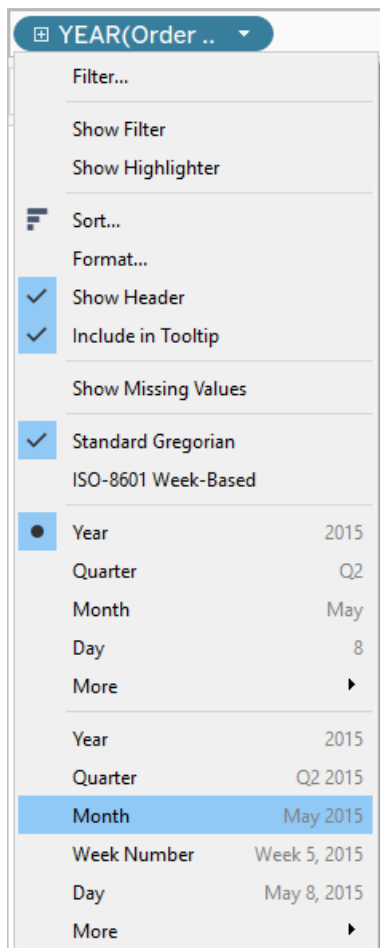 YEAR(Order ..
Filter...
Show Filter
Show Highlighter
Sort...
Format...
Show Header
Include in Tooltip
Show Missing Values
Standard Gregorian
ISO-8601 Week-Based
Year 2015
Quarter Q2
Month May
Day 8
More
Year 2015
Quarter Q2 2015
Month May 2015
Week Number Week 5, 2015
Day May 8, 2015
More